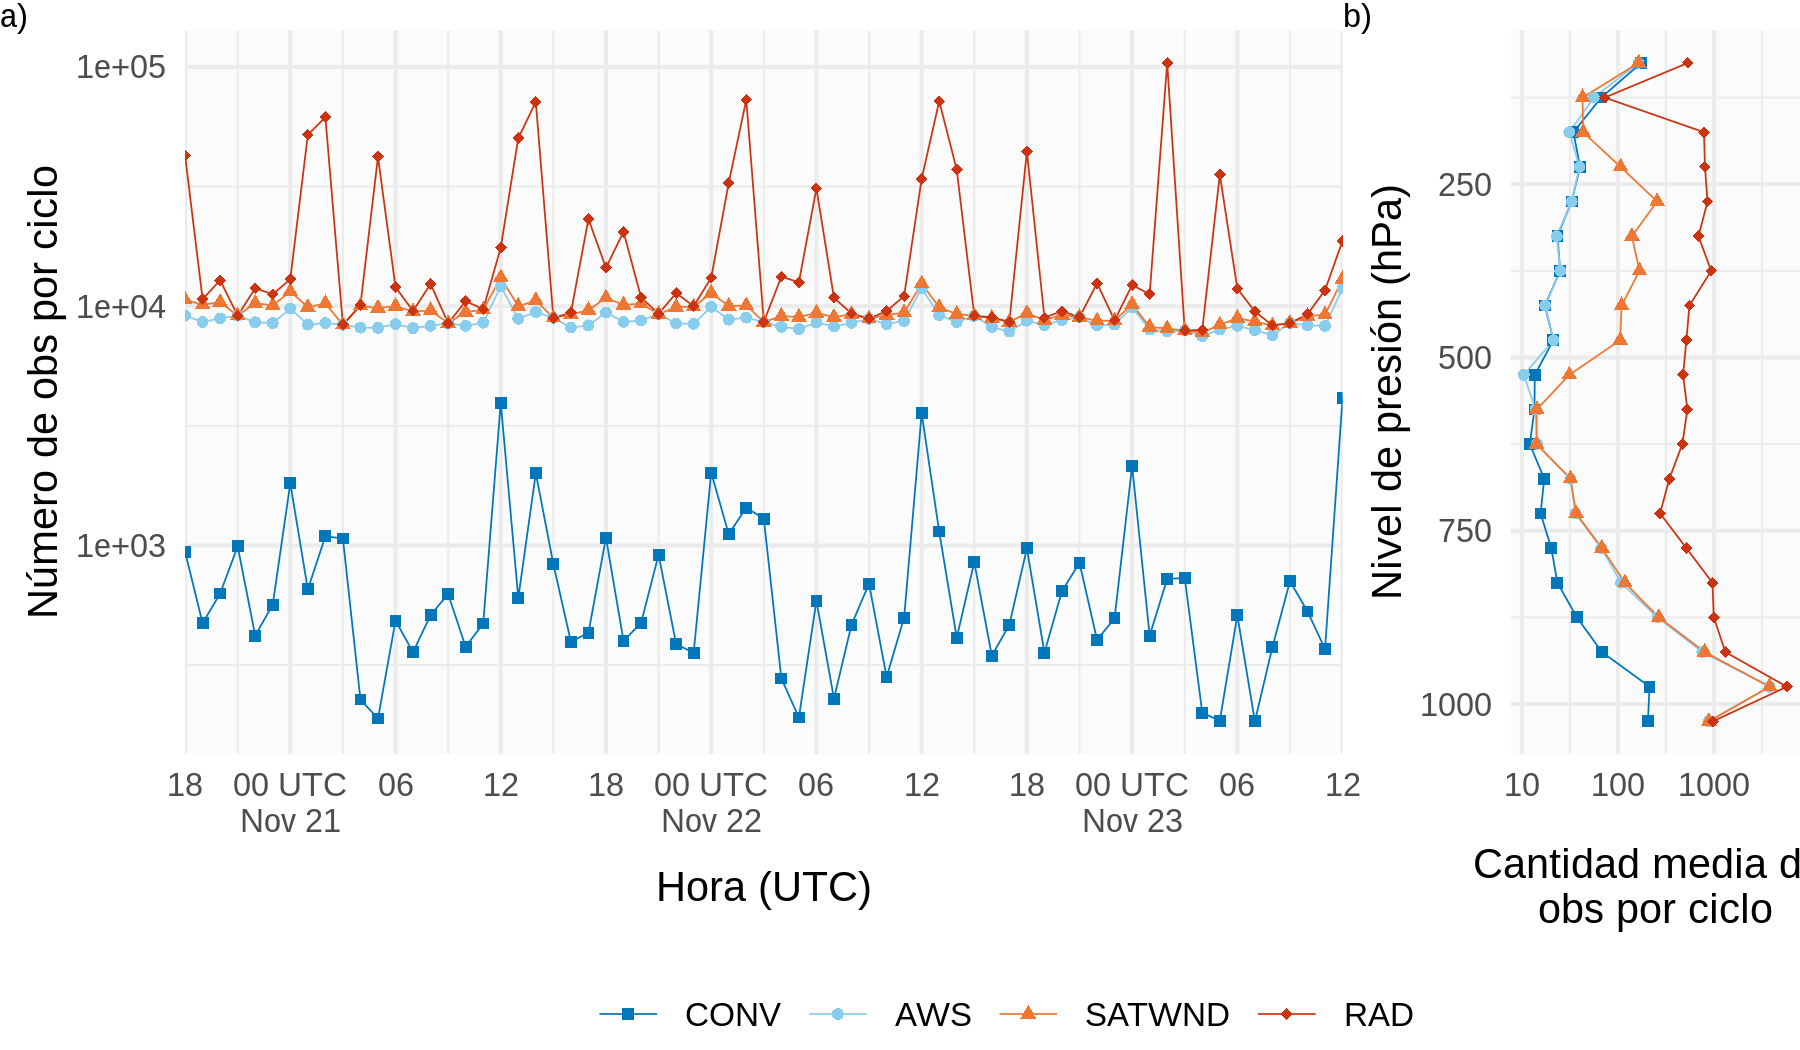 a)
b)
Número de obs por ciclo
1e+05
1e+04
1e+03
18 00 UTC 06 12 18 00 UTC 06 12 18 00 UTC 06 12
Nov 21 Nov 22 Nov 23
Hora (UTC)
Nivel de presión (hPa)
250
500
750
1000
10 100 1000
Cantidad media d
obs por ciclo
CONV AWS SATWND RAD